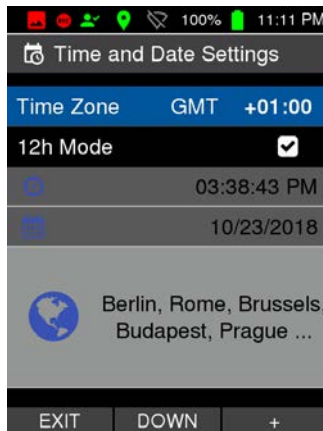 100% 11:11 PM
Time and Date Settings
Time Zone GMT +01:00
12h Mode
03:38:43 PM
10/23/2018
Berlin, Rome, Brussels,
Budapest, Prague ...
EXIT DOWN +